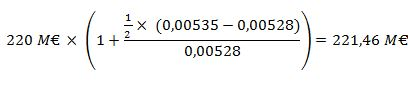 220 M€ × (1 + (1/2 × (0,00535 − 0,00528))/0,00528) = 221,46 M€